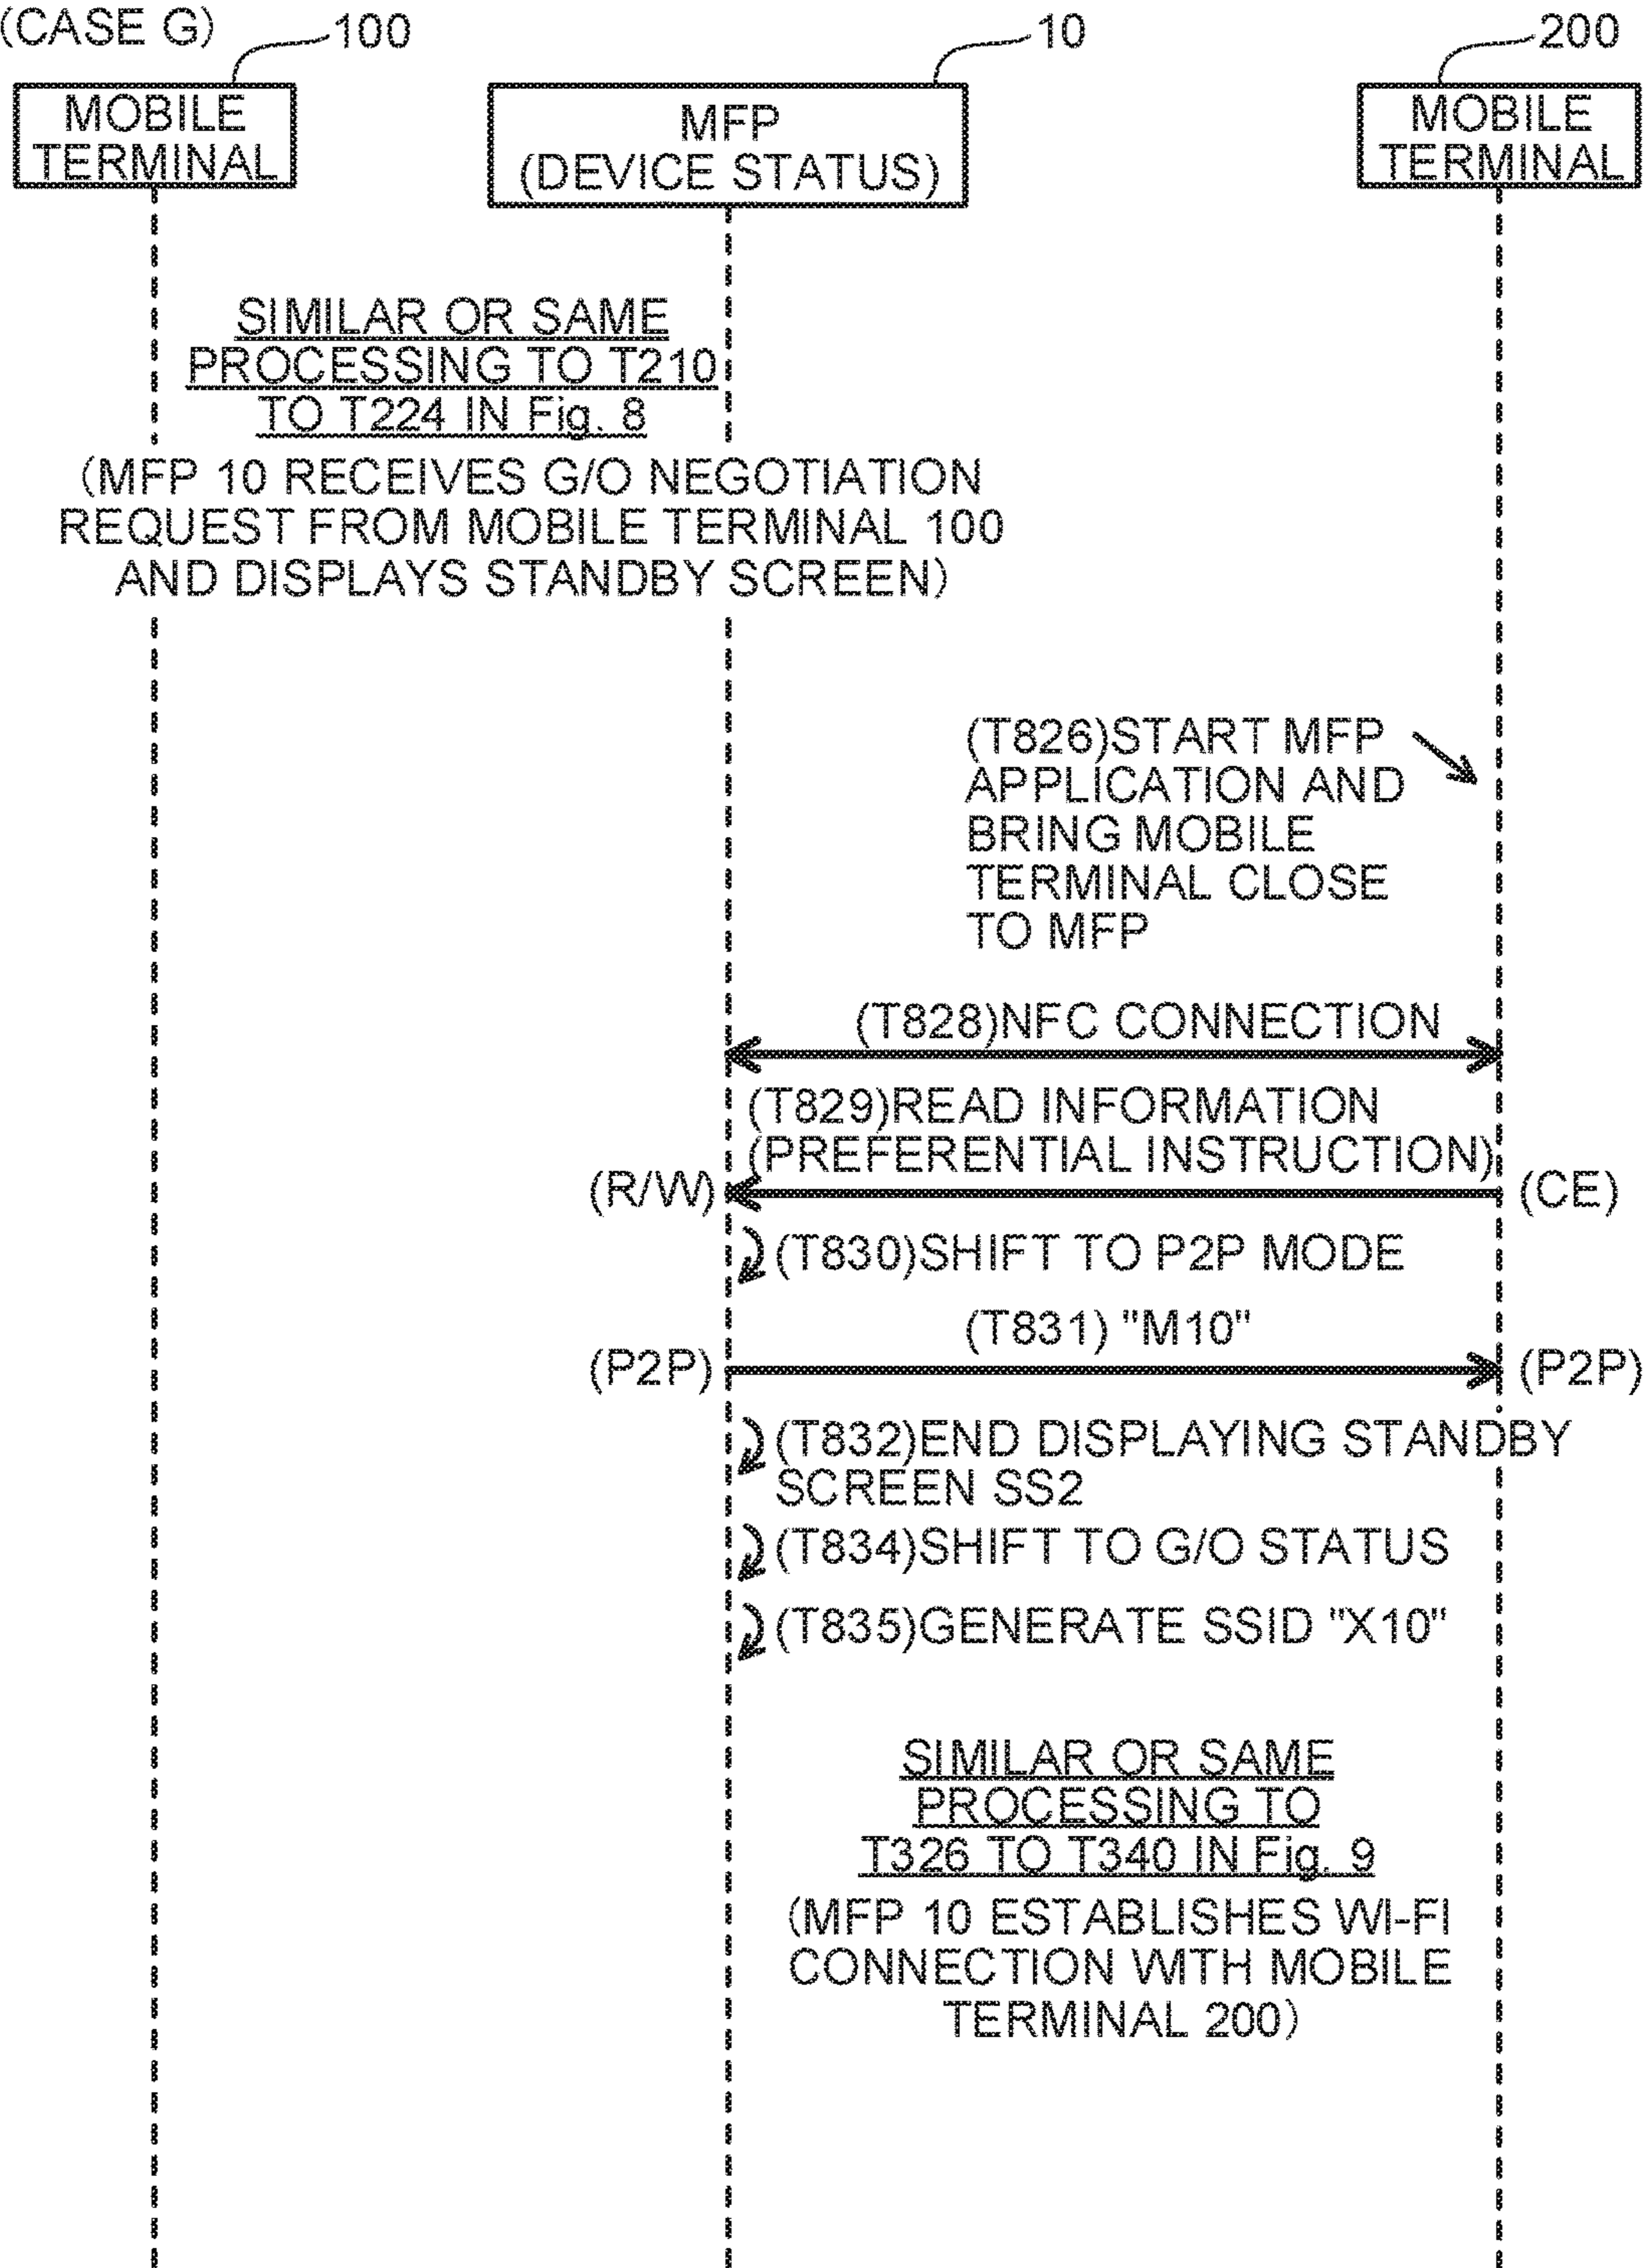 (CASE G)
100
10
200
MOBILE
TERMINAL
MFP
(DEVICE STATUS)
MOBILE
TERMINAL
SIMILAR OR SAME
PROCESSING TO T210
TO T224 IN Fig. 8
(MFP 10 RECEIVES G/O NEGOTIATION
REQUEST FROM MOBILE TERMINAL 100
AND DISPLAYS STANDBY SCREEN)
(T826)START MFP
APPLICATION AND
BRING MOBILE
TERMINAL CLOSE
TO MFP
(T828)NFC CONNECTION
(T829)READ INFORMATION
(PREFERENTIAL INSTRUCTION)
(R/W)
(CE)
(T830)SHIFT TO P2P MODE
(T831) "M10"
(P2P)
(P2P)
(T832)END DISPLAYING STANDBY
SCREEN SS2
(T834)SHIFT TO G/O STATUS
(T835)GENERATE SSID "X10"
SIMILAR OR SAME
PROCESSING TO
T326 TO T340 IN Fig. 9
(MFP 10 ESTABLISHES WI-FI
CONNECTION WITH MOBILE
TERMINAL 200)